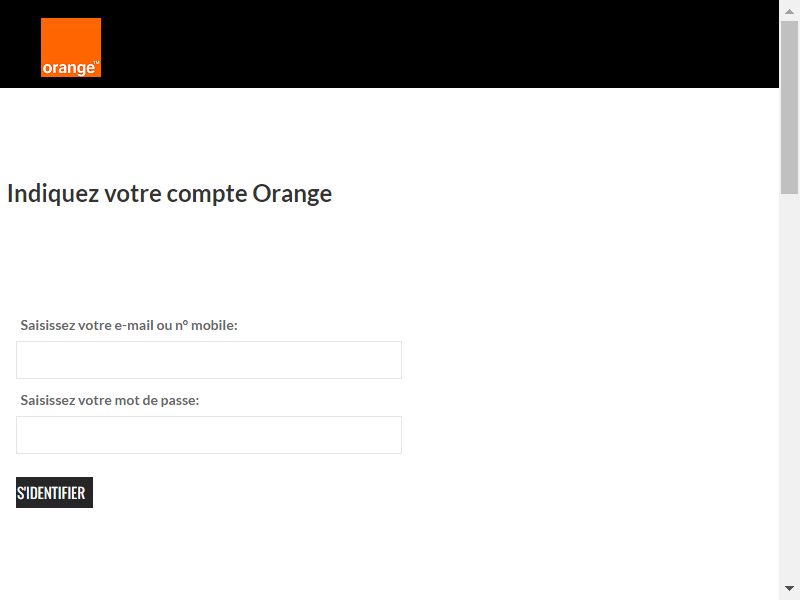 orange™
Indiquez votre compte Orange
Saisissez votre e-mail ou n° mobile:
Saisissez votre mot de passe:
S'IDENTIFIER